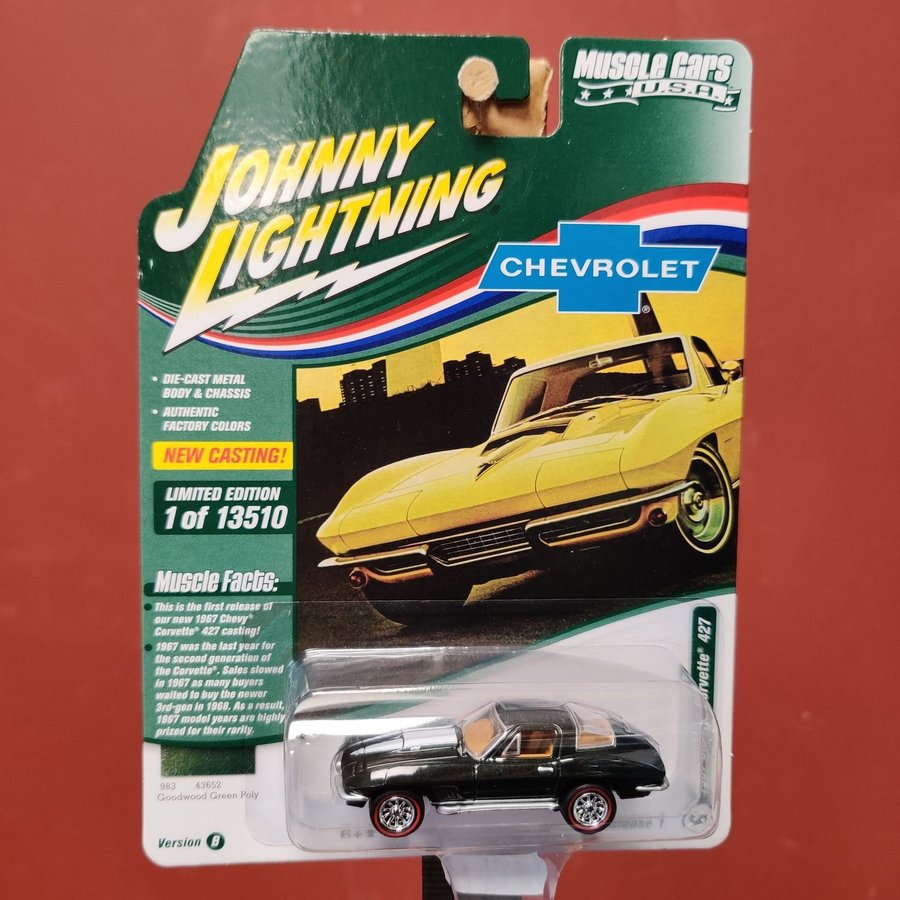 Muscle Cars
U.S.A.
JOHNNY
LIGHTNING®
CHEVROLET
®
• DIE-CAST METAL
BODY & CHASSIS
• AUTHENTIC
FACTORY COLORS
NEW CASTING!
LIMITED EDITION
1 of 13510
Muscle Facts:
• This is the first release of
our new 1967 Chevy®
Corvette® 427 casting!
• 1967 was the last year for
the second generation of
the Corvette®. Sales slowed
in 1967 as many buyers
waited to buy the newer
3rd-gen in 1968. As a result,
1967 model years are highly
prized for their rarity.
983 43652
Goodwood Green Poly
Version B
427